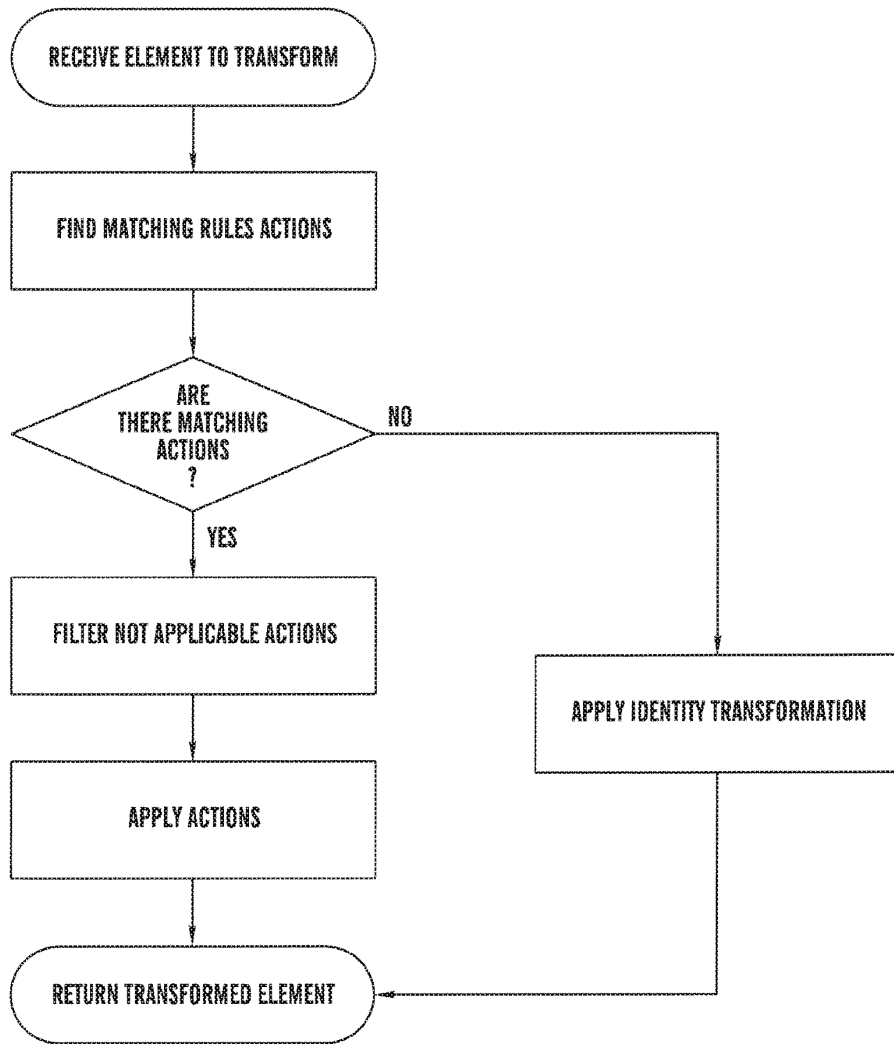 RECEIVE ELEMENT TO TRANSFORM
FIND MATCHING RULES ACTIONS
ARE
THERE MATCHING
ACTIONS
?
NO
YES
FILTER NOT APPLICABLE ACTIONS
APPLY IDENTITY TRANSFORMATION
APPLY ACTIONS
RETURN TRANSFORMED ELEMENT